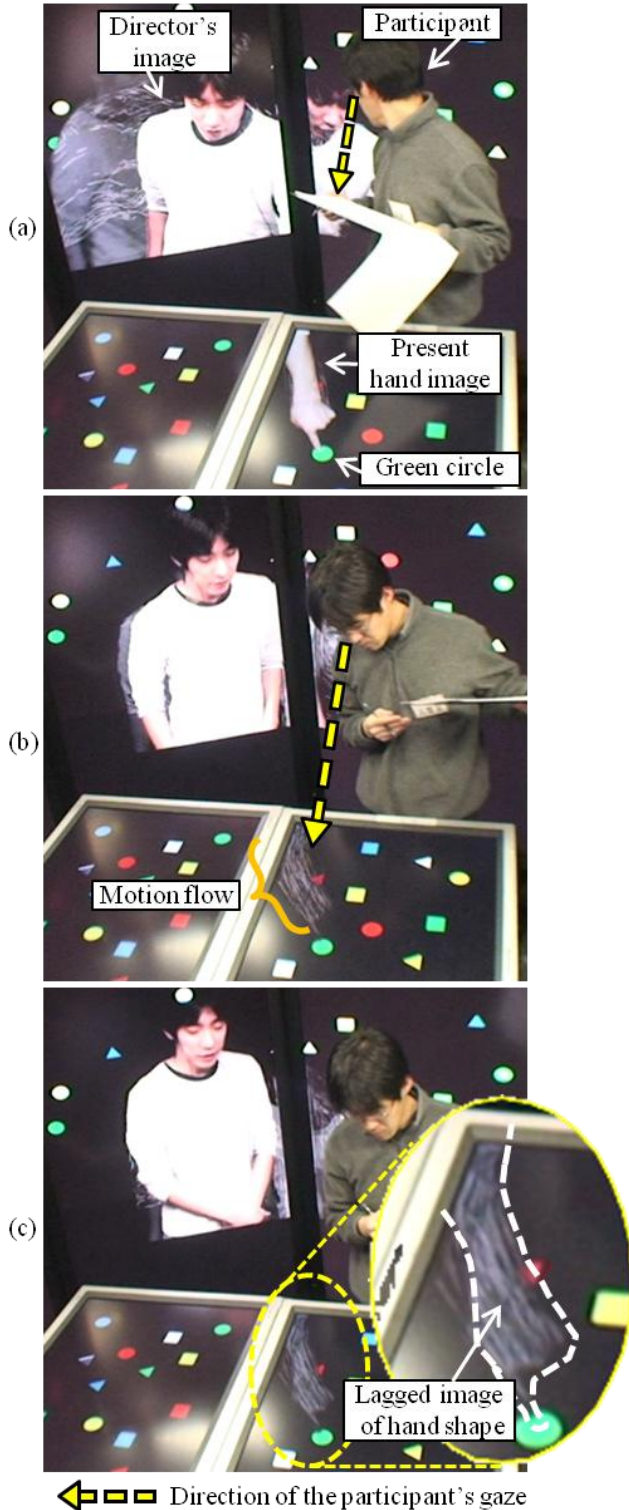 Director's
image
Participant
(a)
Present
hand image
Green circle
(b)
Motion flow
(c)
Lagged image
of hand shape
Direction of the participant's gaze